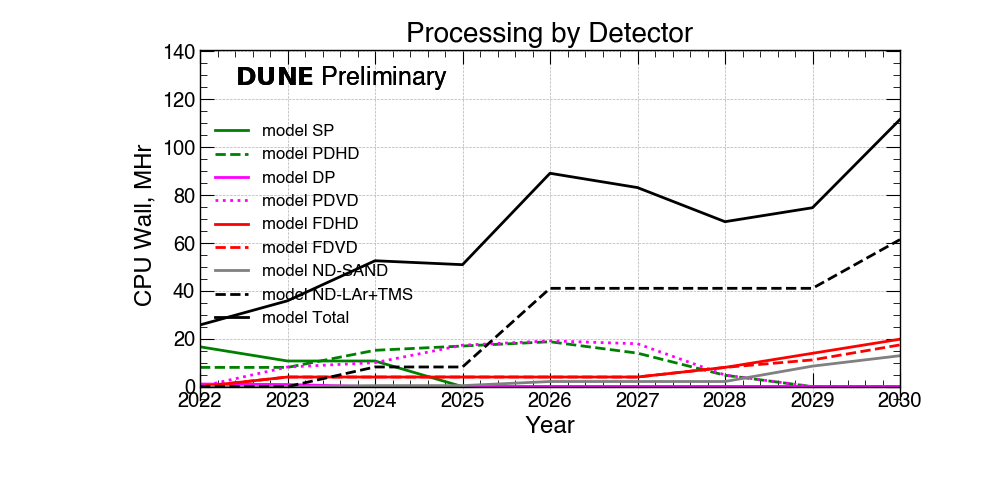 Processing by Detector
DUNE Preliminary
CPU Wall, MHr
140
120
100
80
60
40
20
0
model SP
model PDHD
model DP
model PDVD
model FDHD
model FDVD
model ND-SAND
model ND-LAr+TMS
model Total
2022 2023 2024 2025 2026 2027 2028 2029 2030
Year